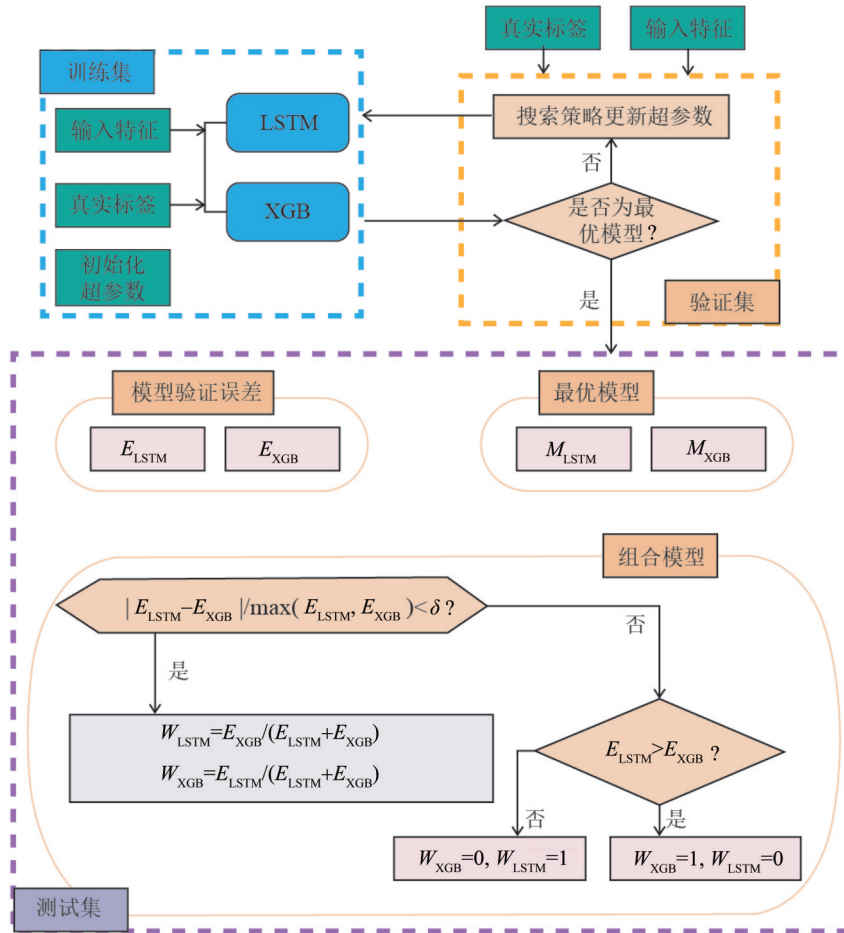 真实标签
输入特征
训练集
输入特征
LSTM
搜索策略更新超参数
否
真实标签
XGB
是否为最
优模型?
初始化
超参数
是
验证集
模型验证误差
最优模型
E_LSTM
E_XGB
M_LSTM
M_XGB
组合模型
|E_LSTM−E_XGB|/max(E_LSTM, E_XGB)<δ?
否
是
W_LSTM=E_XGB/(E_LSTM+E_XGB)
W_XGB=E_LSTM/(E_LSTM+E_XGB)
E_LSTM>E_XGB?
否
是
W_XGB=0, W_LSTM=1
W_XGB=1, W_LSTM=0
测试集